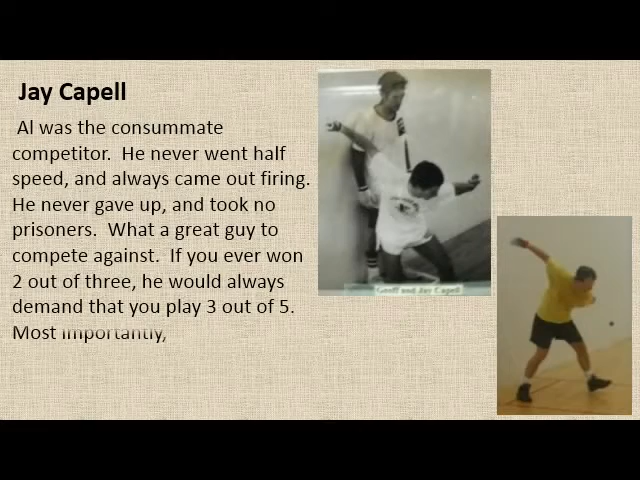 Jay Capell
Al was the consummate
competitor. He never went half
speed, and always came out firing.
He never gave up, and took no
prisoners. What a great guy to
compete against. If you ever won
2 out of three, he would always
demand that you play 3 out of 5.
Most importantly,
Geoff and Jay Capell